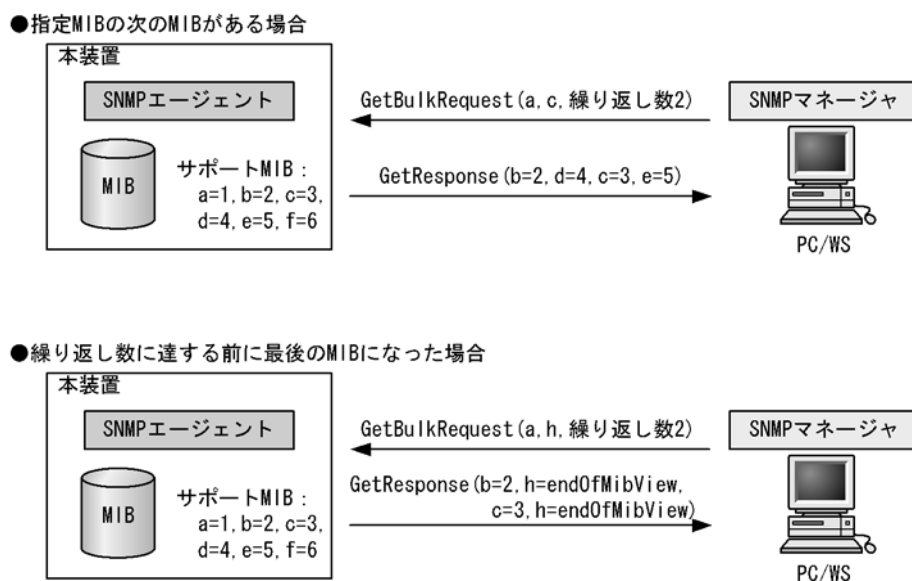 ●指定MIBの次のMIBがある場合
本装置
SNMPエージェント
GetBulkRequest(a,c,繰り返し数2)
SNMPマネージャ
MIB
サポートMIB：
a=1,b=2,c=3,
d=4,e=5,f=6
GetResponse(b=2,d=4,c=3,e=5)
PC/WS
●繰り返し数に達する前に最後のMIBになった場合
本装置
SNMPエージェント
GetBulkRequest(a,h,繰り返し数2)
SNMPマネージャ
MIB
サポートMIB：
a=1,b=2,c=3,
d=4,e=5,f=6
GetResponse(b=2,h=endOfMibView,
c=3,h=endOfMibView)
PC/WS